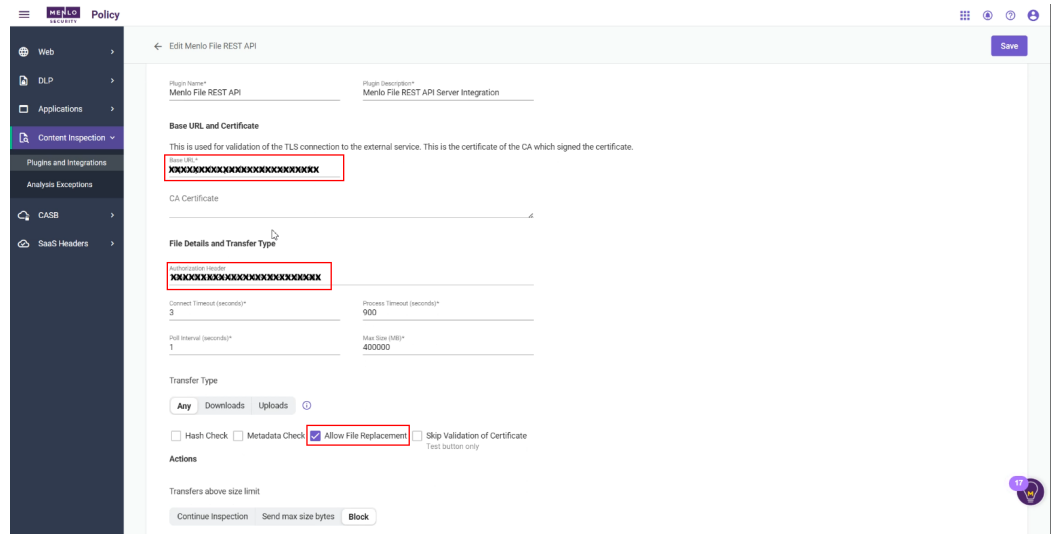 MENLO
SECURITY
Policy
Web
DLP
Applications
Content Inspection
Plugins and Integrations
Analysis Exceptions
CASB
SaaS Headers
Edit Menlo File REST API
Save
Plugin Name* Plugin Description*
Menlo File REST API Menlo File REST API Server Integration
Base URL and Certificate
This is used for validation of the TLS connection to the external service. This is the certificate of the CA which signed the certificate.
Base URL*
XXXXXXXXXXXXXXXXXXXXXXXXX
CA Certificate
File Details and Transfer Type
Authorization Header
XXXXXXXXXXXXXXXXXXXXXXXXX
Connect Timeout (seconds)* Process Timeout (seconds)*
3 900
Poll Interval (seconds)* Max Size (MB)*
1 400000
Transfer Type
Any Downloads Uploads
Hash Check Metadata Check Allow File Replacement Skip Validation of Certificate
Test button only
Actions
Transfers above size limit
Continue Inspection Send max size bytes Block
17
M